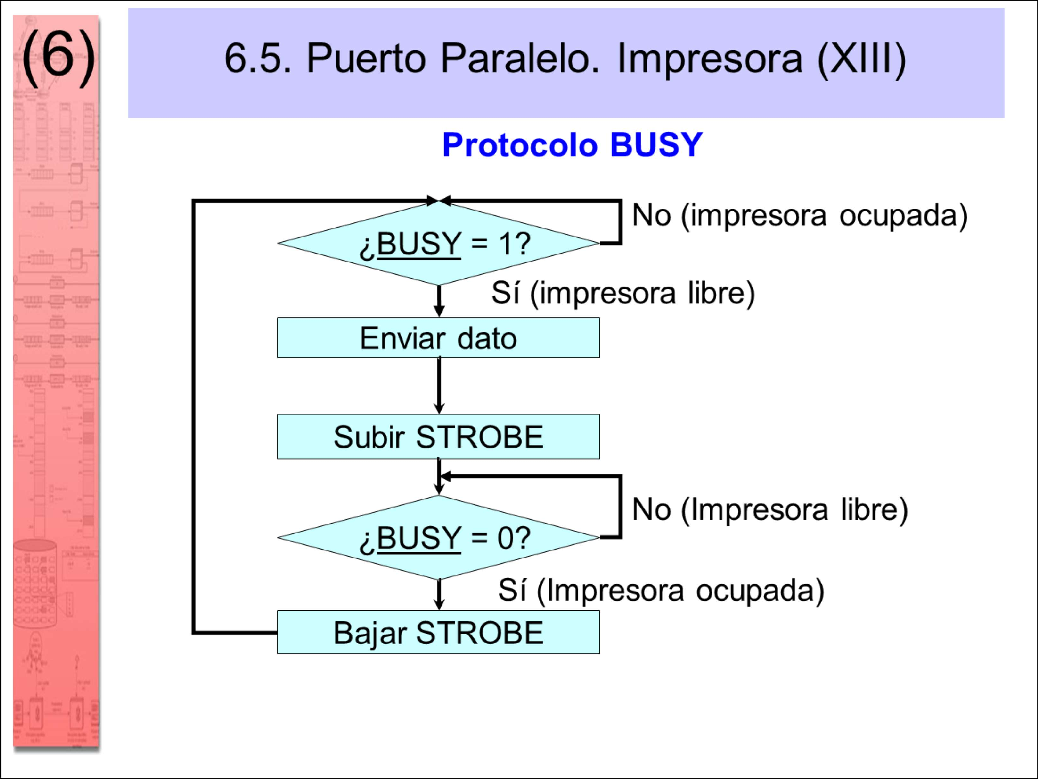 (6)
6.5. Puerto Paralelo. Impresora (XIII)
Protocolo BUSY
No (impresora ocupada)
¿BUSY = 1?
Sí (impresora libre)
Enviar dato
Subir STROBE
No (Impresora libre)
¿BUSY = 0?
Sí (Impresora ocupada)
Bajar STROBE